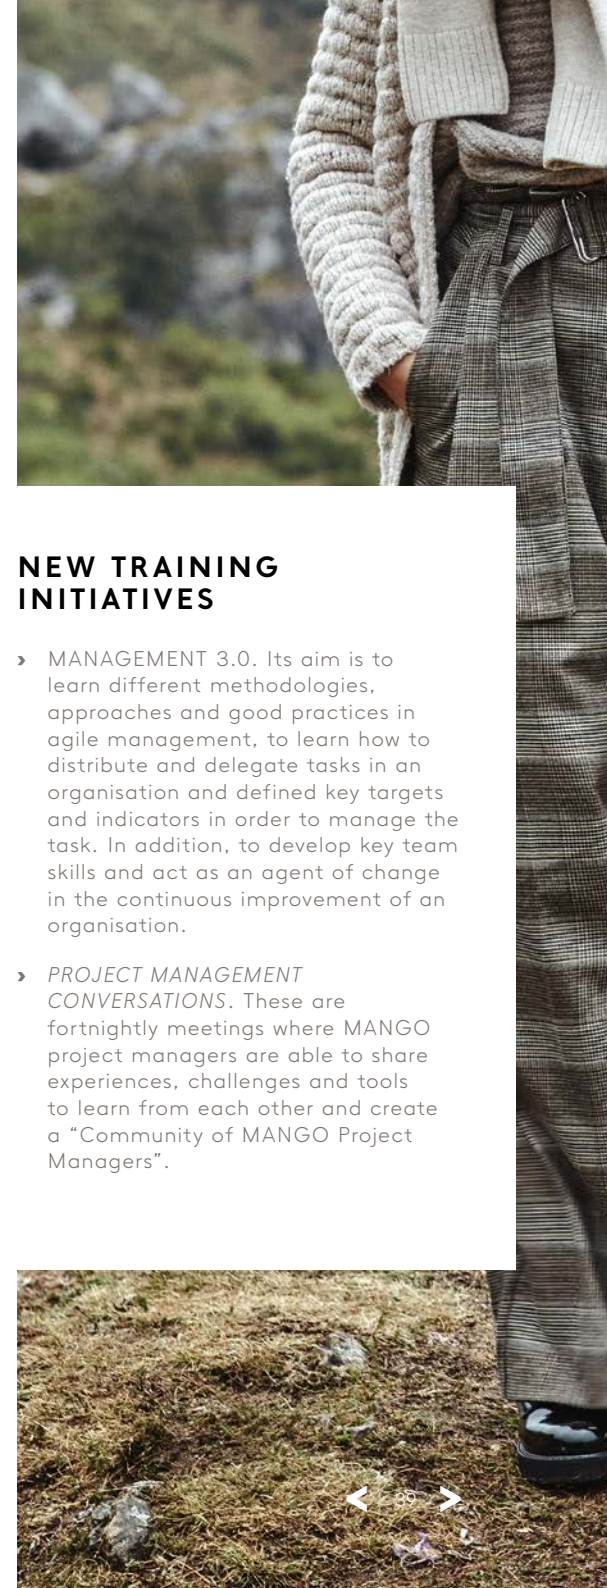 NEW TRAINING
INITIATIVES
› MANAGEMENT 3.0. Its aim is to
learn different methodologies,
approaches and good practices in
agile management, to learn how to
distribute and delegate tasks in an
organisation and defined key targets
and indicators in order to manage the
task. In addition, to develop key team
skills and act as an agent of change
in the continuous improvement of an
organisation.
› PROJECT MANAGEMENT
CONVERSATIONS. These are
fortnightly meetings where MANGO
project managers are able to share
experiences, challenges and tools
to learn from each other and create
a “Community of MANGO Project
Managers”.
< 39 >